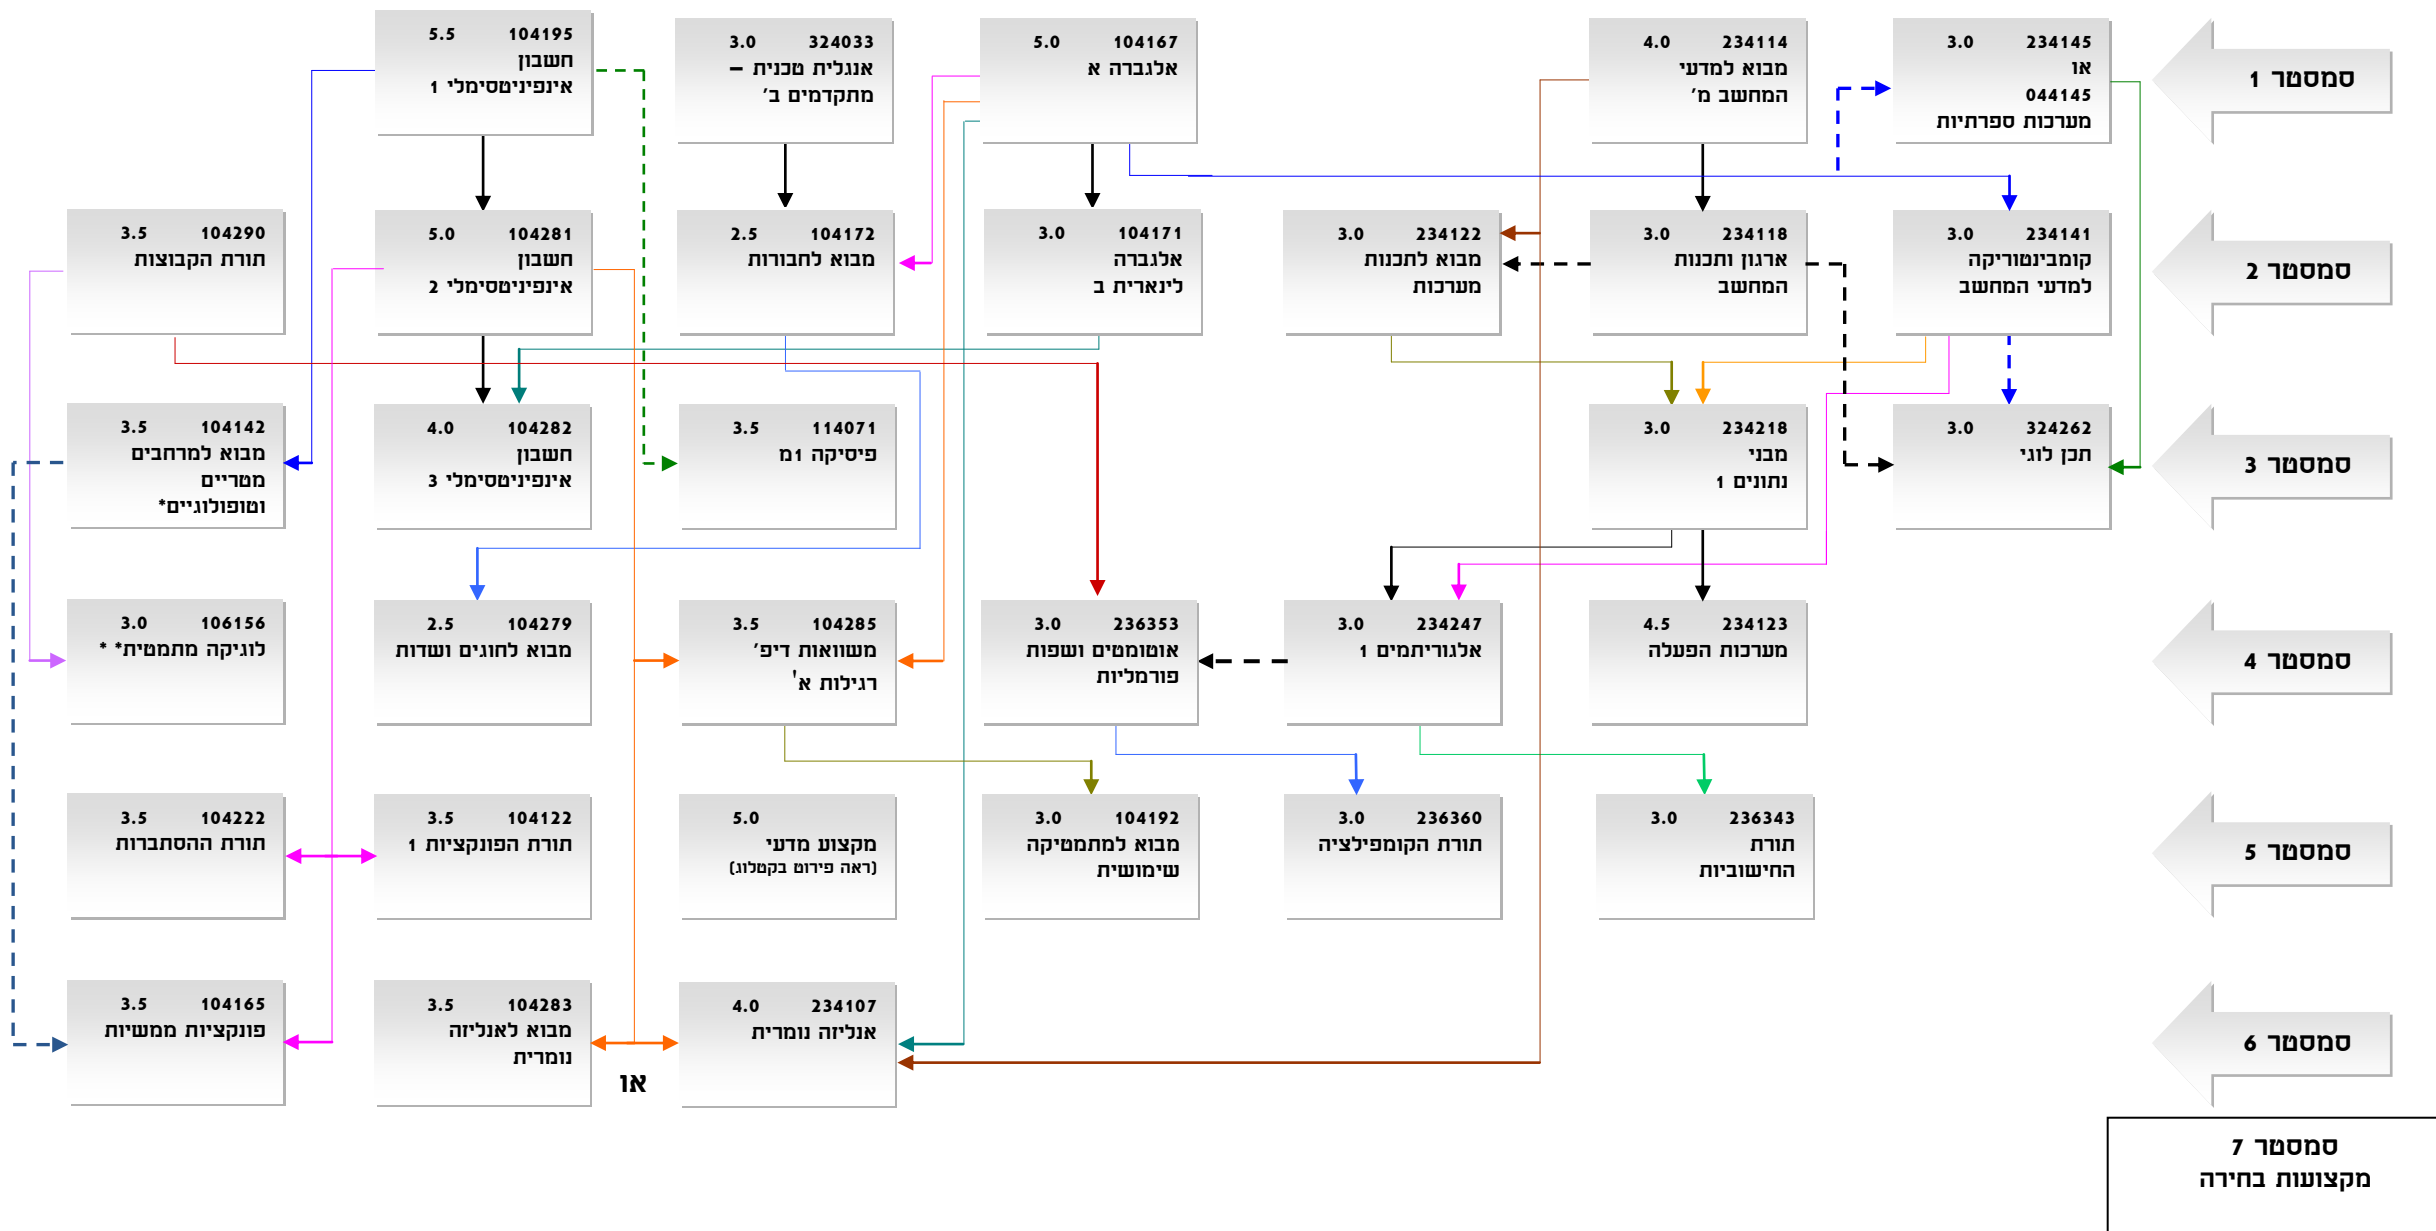 סמסטר 1
234145 3.0
או
044145
מערכות ספרתיות
234114 4.0
מבוא למדעי
המחשב מ'
104167 5.0
אלגברה א
324033 3.0
אנגלית טכנית –
מתקדמים ב'
104195 5.5
חשבון
אינפיניטסימלי 1
סמסטר 2
234141 3.0
קומבינטוריקה
למדעי המחשב
234118 3.0
ארגון ותכנות
המחשב
234122 3.0
מבוא לתכנות
מערכות
104171 3.0
אלגברה
לינארית ב
104172 2.5
מבוא לחבורות
104281 5.0
חשבון
אינפיניטסימלי 2
104290 3.5
תורת הקבוצות
סמסטר 3
324262 3.0
תכן לוגי
234218 3.0
מבני
נתונים 1
114071 3.5
פיסיקה 1מ
104282 4.0
חשבון
אינפיניטסימלי 3
104142 3.5
מבוא למרחבים
מטריים
וטופולוגיים*
סמסטר 4
234123 4.5
מערכות הפעלה
234247 3.0
אלגוריתמים 1
236353 3.0
אוטומטים ושפות
פורמליות
104285 3.5
משוואות דיפ'
רגילות א'
104279 2.5
מבוא לחוגים ושדות
106156 3.0
לוגיקה מתמטית* *
סמסטר 5
236343 3.0
תורת
החישוביות
236360 3.0
תורת הקומפילציה
104192 3.0
מבוא למתמטיקה
שימושית
5.0
מקצוע מדעי
(ראה פירוט בקטלוג)
104122 3.5
תורת הפונקציות 1
104222 3.5
תורת ההסתברות
סמסטר 6
234107 4.0
אנליזה נומרית
או
104283 3.5
מבוא לאנליזה
נומרית
104165 3.5
פונקציות ממשיות
סמסטר 7
מקצועות בחירה